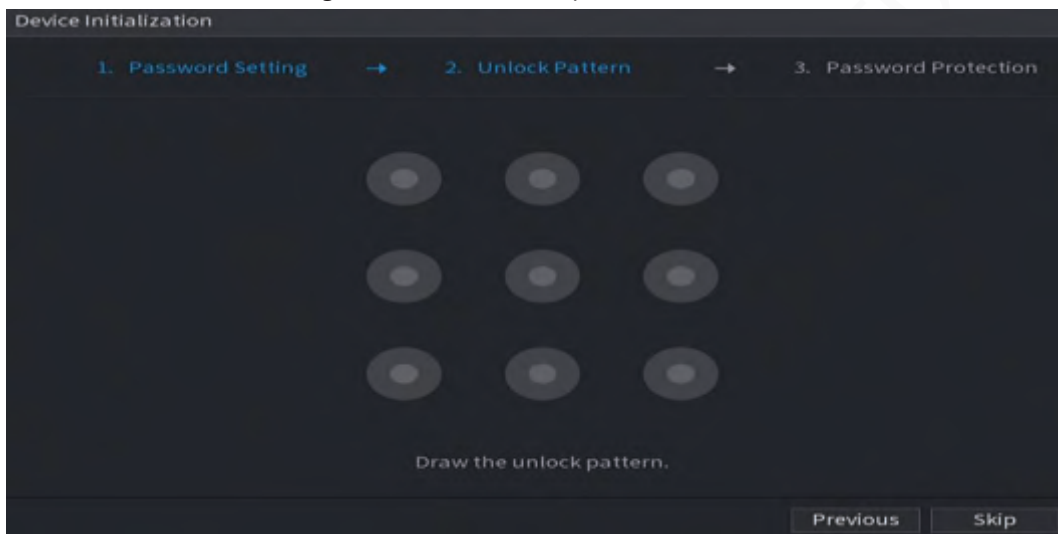 Device Initialization
1. Password Setting → 2. Unlock Pattern → 3. Password Protection
Draw the unlock pattern.
Previous Skip